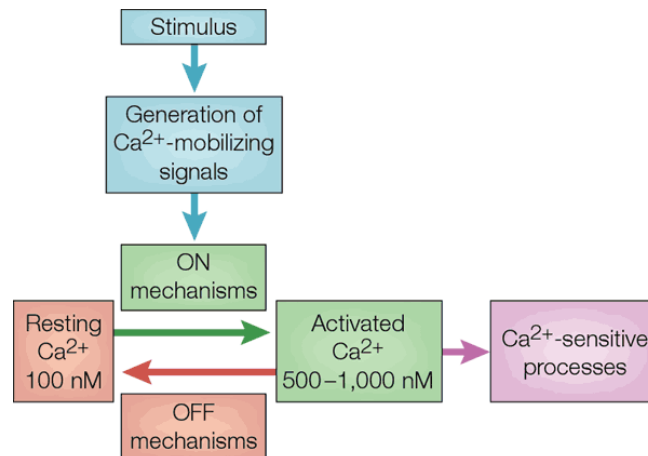 Stimulus
Generation of
Ca²⁺-mobilizing
signals
ON
mechanisms
Resting
Ca²⁺
100 nM
Activated
Ca²⁺
500–1,000 nM
Ca²⁺-sensitive
processes
OFF
mechanisms